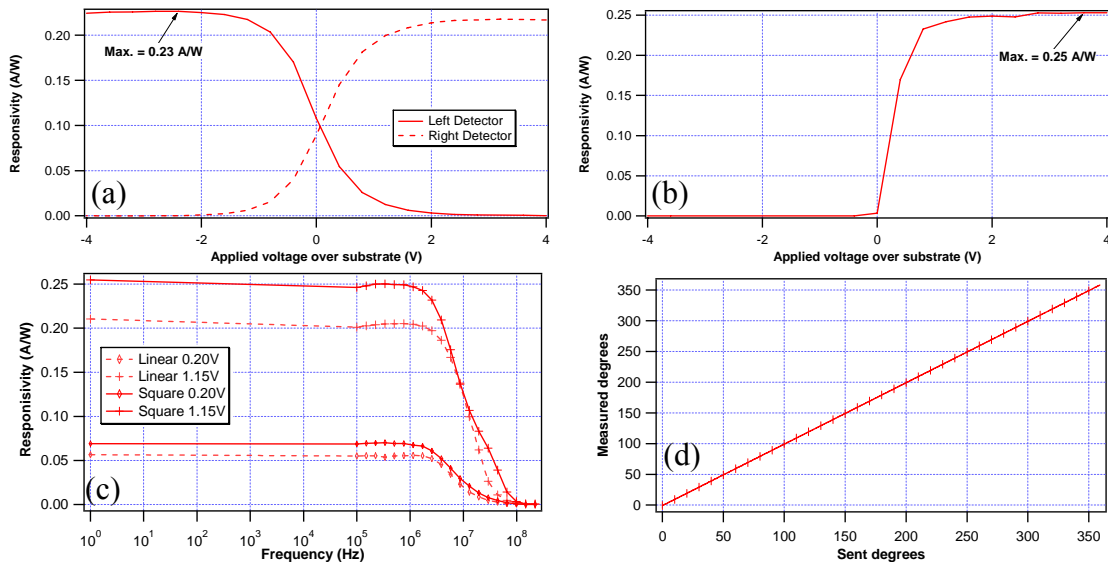 Responsivity (A/W)
0.20
0.15
0.10
0.05
0.00
Max. = 0.23 A/W
Left Detector
Right Detector
(a)
-4
-2
0
2
4
Applied voltage over substrate (V)
Responsivity (A/W)
0.25
0.20
0.15
0.10
0.05
0.00
Max. = 0.25 A/W
(b)
-4
-2
0
2
4
Applied voltage over substrate (V)
Responisivity (A/W)
0.25
0.20
0.15
0.10
0.05
0.00
Linear 0.20V
Linear 1.15V
Square 0.20V
Square 1.15V
(c)
10^0
10^1
10^2
10^3
10^4
10^5
10^6
10^7
10^8
Frequency (Hz)
Measured degrees
350
300
250
200
150
100
50
0
(d)
0
50
100
150
200
250
300
350
Sent degrees